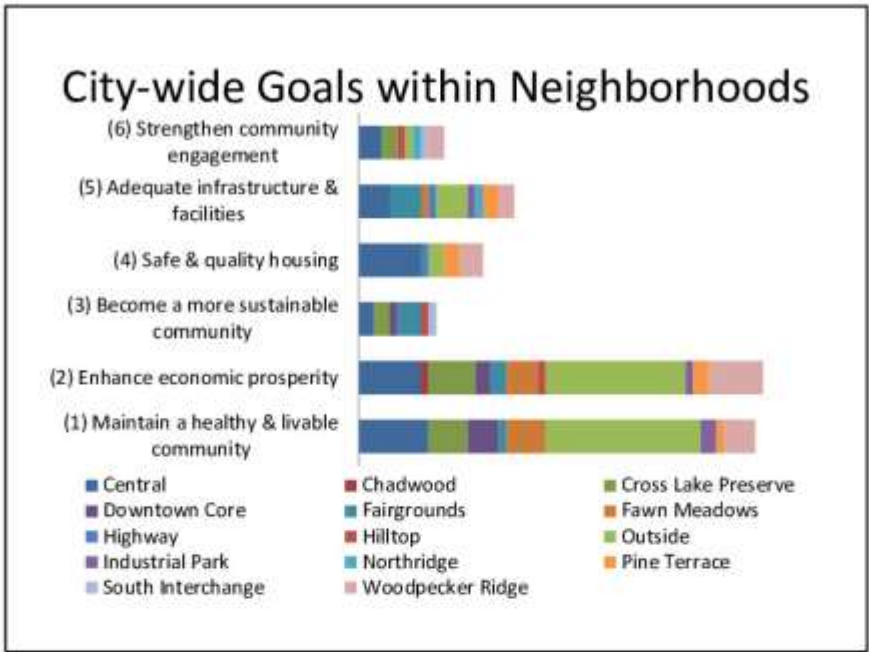 City-wide Goals within Neighborhoods
(6) Strengthen community
engagement
(5) Adequate infrastructure &
facilities
(4) Safe & quality housing
(3) Become a more sustainable
community
(2) Enhance economic prosperity
(1) Maintain a healthy & livable
community
Central
Chadwood
Cross Lake Preserve
Downtown Core
Fairgrounds
Fawn Meadows
Highway
Hilltop
Outside
Industrial Park
Northridge
Pine Terrace
South Interchange
Woodpecker Ridge